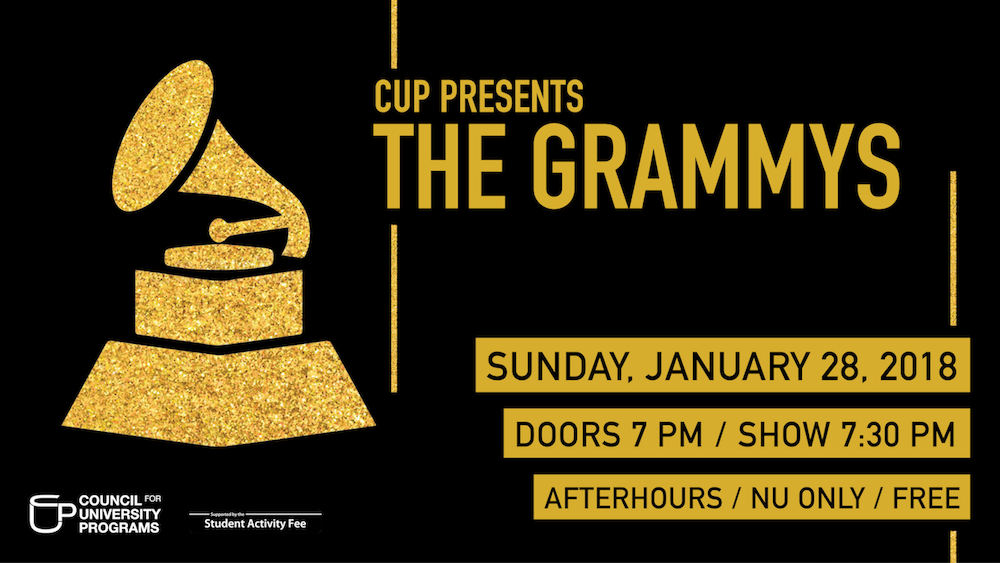 CUP PRESENTS
THE GRAMMYS
SUNDAY, JANUARY 28, 2018
DOORS 7 PM / SHOW 7:30 PM
AFTERHOURS / NU ONLY / FREE
CUP
COUNCIL FOR
UNIVERSITY
PROGRAMS
Supported by the
Student Activity Fee